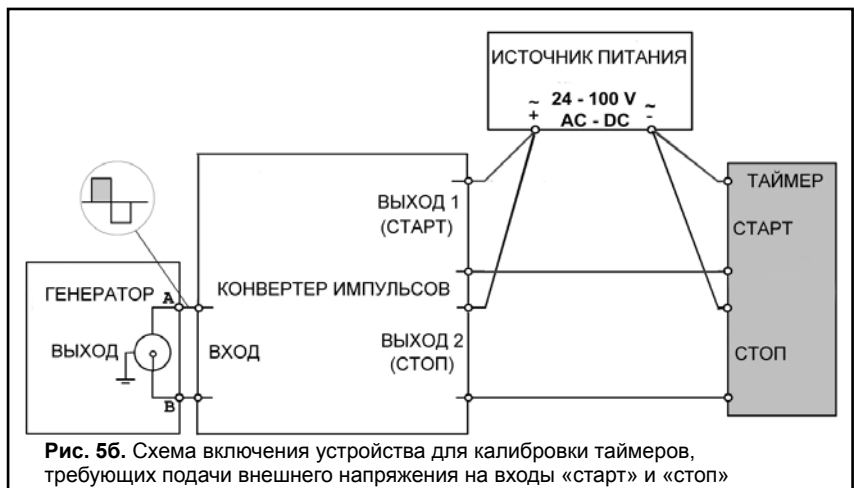 ИСТОЧНИК ПИТАНИЯ
~ 24 - 100 V ~
+ AC - DC -
ТАЙМЕР
ВЫХОД 1
(СТАРТ)
СТАРТ
ГЕНЕРАТОР A
КОНВЕРТЕР ИМПУЛЬСОВ
ВЫХОД
ВХОД
ВЫХОД 2
(СТОП)
СТОП
B
Рис. 5б. Схема включения устройства для калибровки таймеров,
требующих подачи внешнего напряжения на входы «старт» и «стоп»